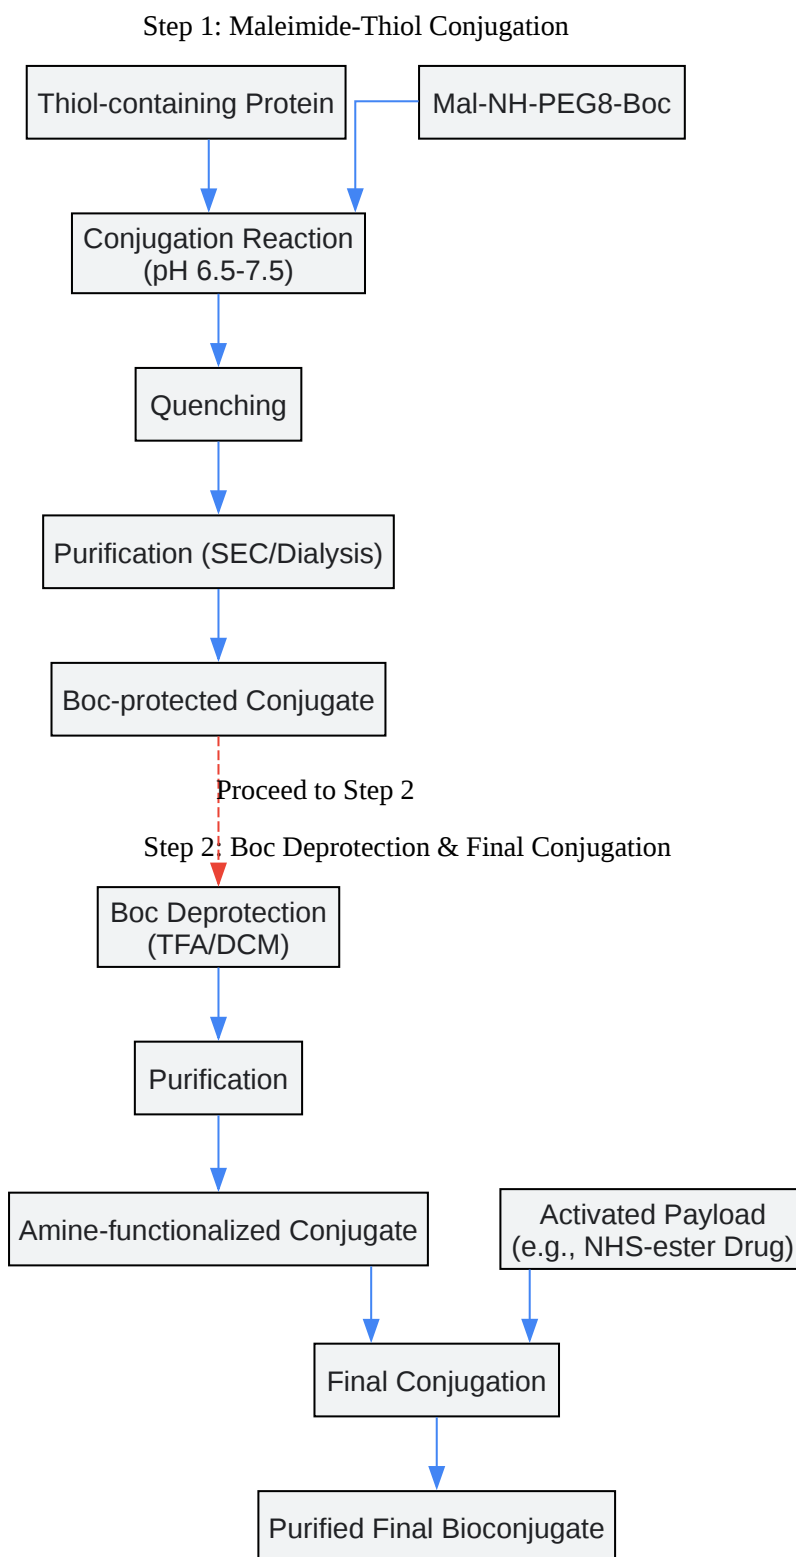 Step 1: Maleimide-Thiol Conjugation
Thiol-containing Protein
Mal-NH-PEG8-Boc
Conjugation Reaction
(pH 6.5-7.5)
Quenching
Purification (SEC/Dialysis)
Boc-protected Conjugate
Proceed to Step 2
Step 2: Boc Deprotection & Final Conjugation
Boc Deprotection
(TFA/DCM)
Purification
Amine-functionalized Conjugate
Activated Payload
(e.g., NHS-ester Drug)
Final Conjugation
Purified Final Bioconjugate